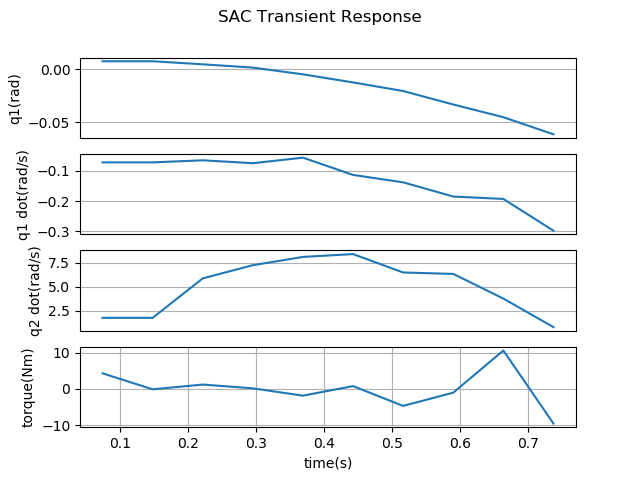 SAC Transient Response
q1(rad)
0.00
−0.05
q1 dot(rad/s)
−0.1
−0.2
−0.3
q2 dot(rad/s)
7.5
5.0
2.5
torque(Nm)
10
0
−10
0.1 0.2 0.3 0.4 0.5 0.6 0.7
time(s)